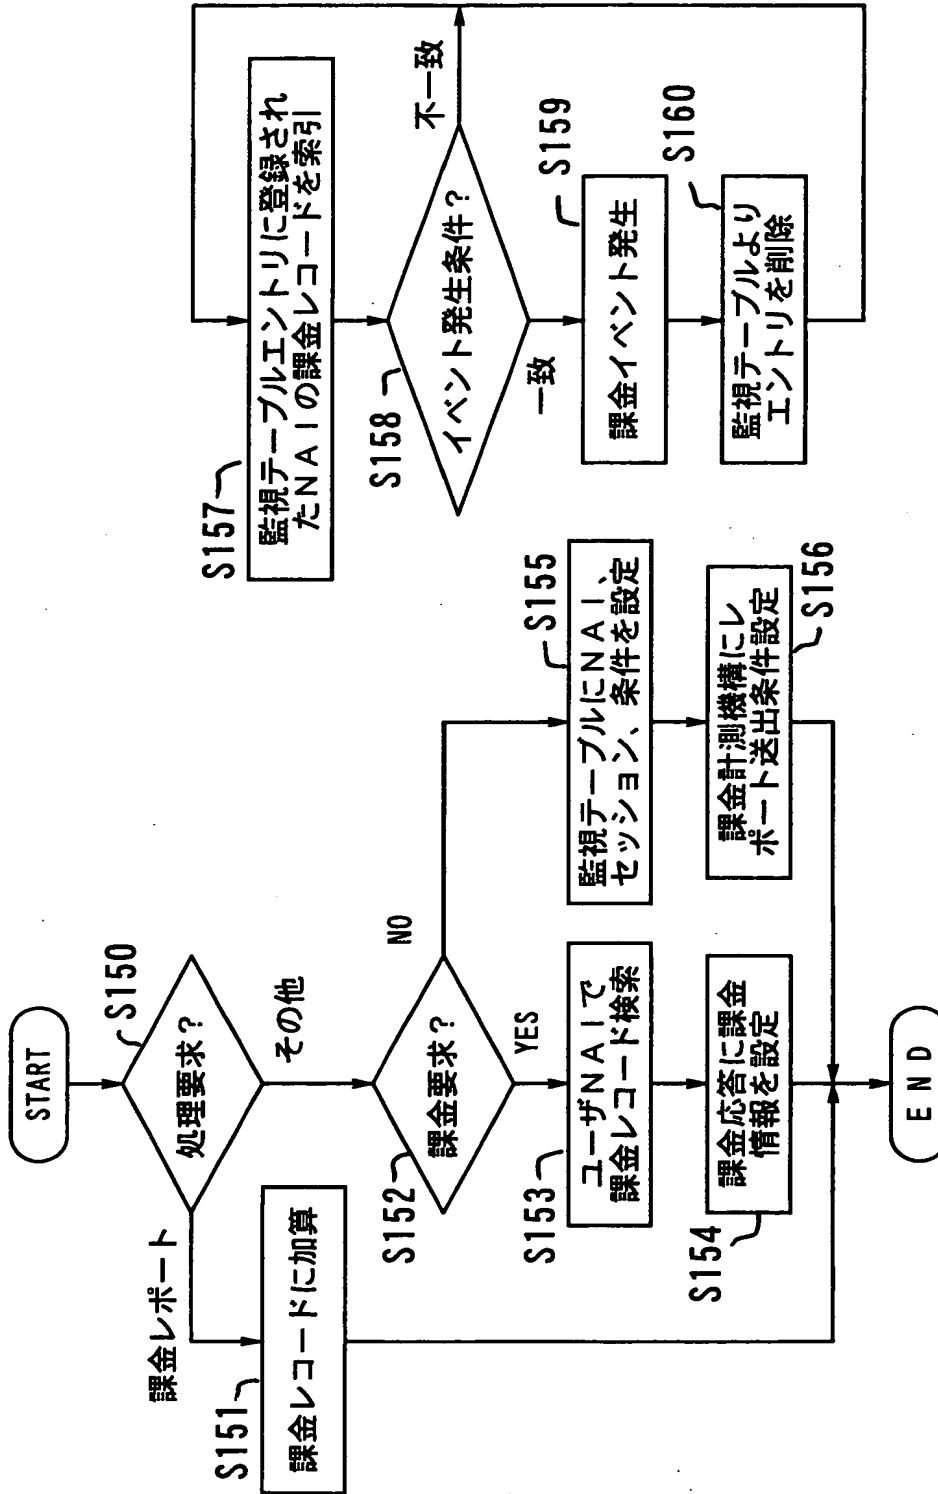 START
S150
処理要求?
課金レポート
その他
S151
課金レコードに加算
S152
課金要求?
NO
YES
S153
ユーザNAIで
課金レコード検索
S154
課金応答に課金
情報を設定
S155
監視テーブルにNAI、
セッション、条件を設定
S156
課金計測機構にレ
ポート送出条件設定
END
S157
監視テーブルエントリに登録され
たNAIの課金レコードを索引
S158
イベント発生条件?
不一致
一致
S159
課金イベント発生
S160
監視テーブルより
エントリを削除